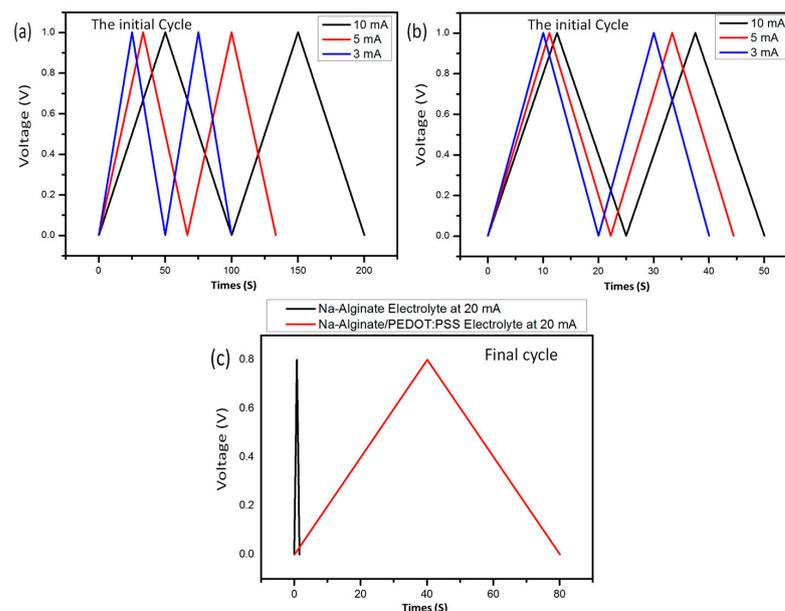 (a)
The initial Cycle
10 mA
5 mA
3 mA
Voltage (V)
1.0
0.8
0.6
0.4
0.2
0.0
0 50 100 150 200
Times (S)
(b)
The initial Cycle
10 mA
5 mA
3 mA
Voltage (V)
1.0
0.8
0.6
0.4
0.2
0.0
0 10 20 30 40 50
Times (S)
Na-Alginate Electrolyte at 20 mA
Na-Alginate/PEDOT:PSS Electrolyte at 20 mA
(c)
Final cycle
Voltage (V)
0.8
0.6
0.4
0.2
0.0
0 20 40 60 80
Times (S)